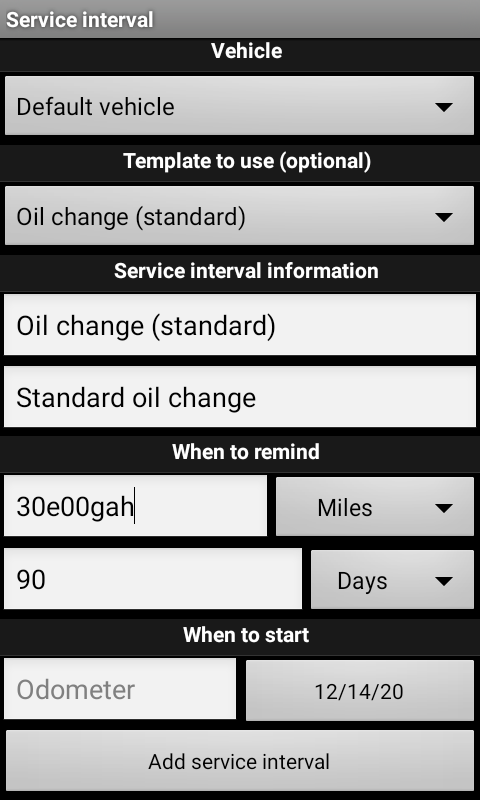 Service interval
Vehicle
Default vehicle
Template to use (optional)
Oil change (standard)
Service interval information
Oil change (standard)
Standard oil change
When to remind
30e00gah
Miles
90
Days
When to start
Odometer
12/14/20
Add service interval